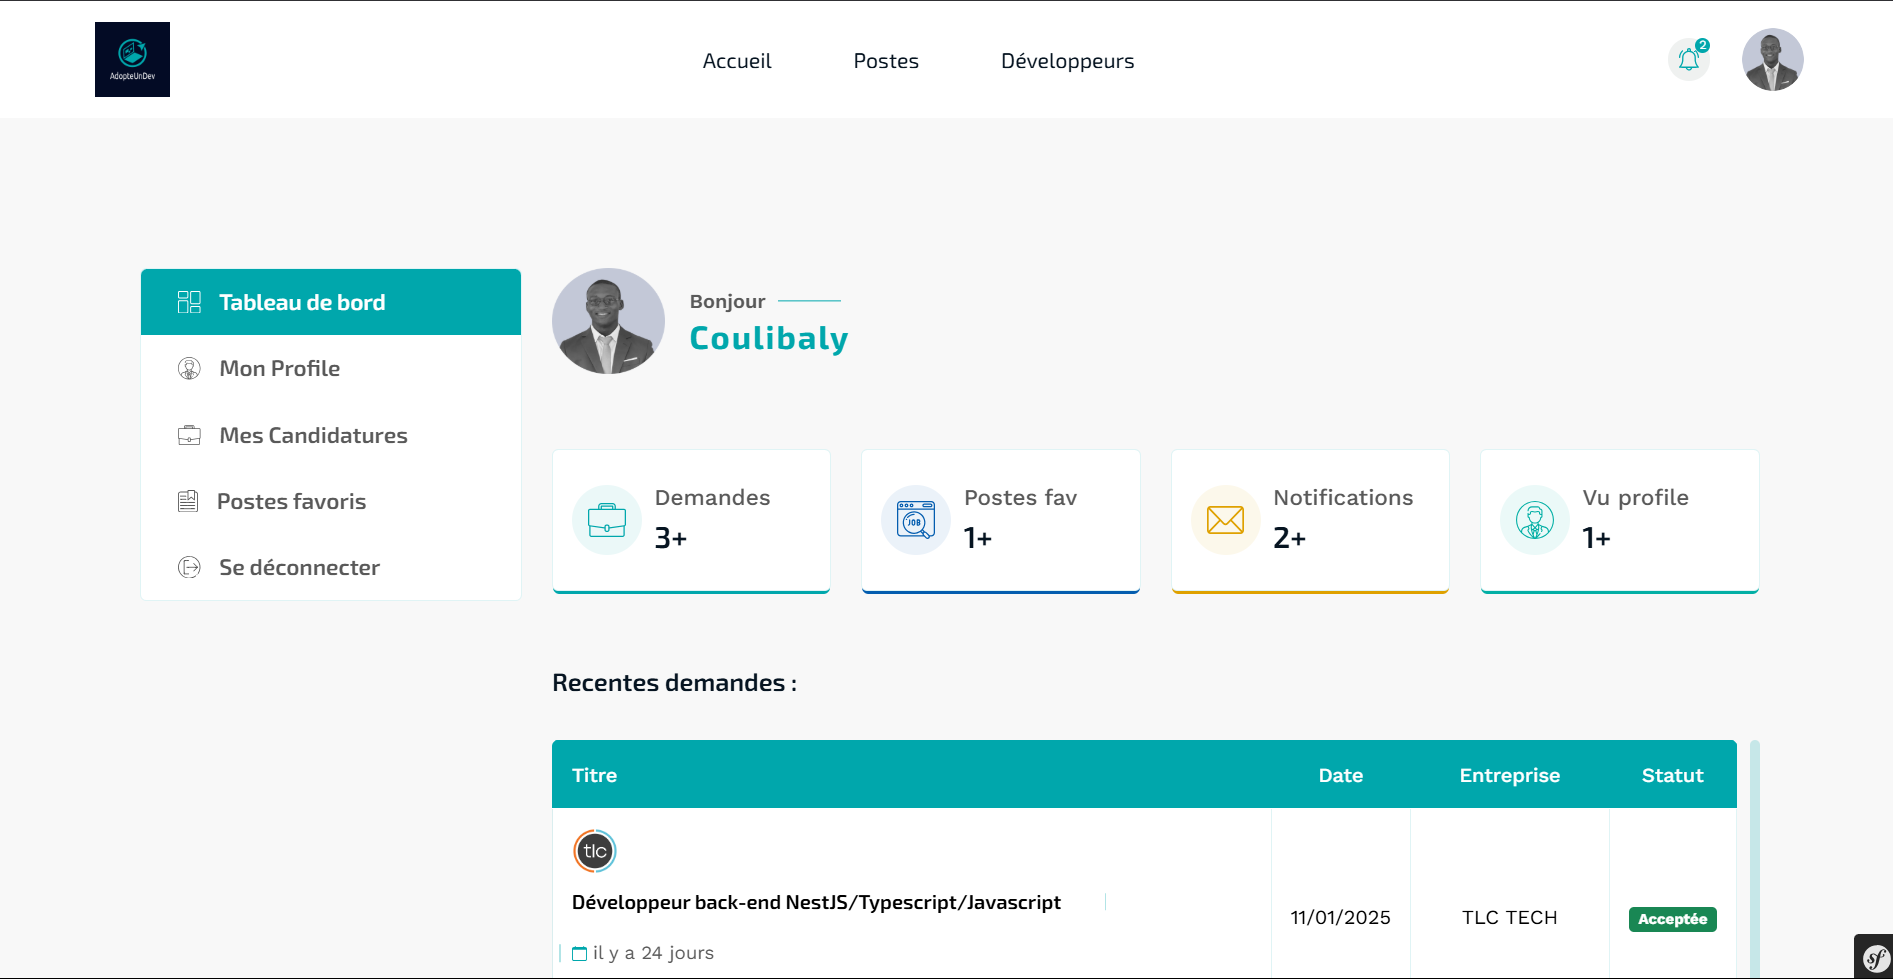 AdopteUnDev
Accueil
Postes
Développeurs
2
Tableau de bord
Mon Profile
Mes Candidatures
Postes favoris
Se déconnecter
Bonjour
Coulibaly
Demandes
3+
JOB
Postes fav
1+
Notifications
2+
Vu profile
1+
Recentes demandes :
Titre Date Entreprise Statut
tlc
Développeur back-end NestJS/Typescript/Javascript
11/01/2025
TLC TECH
Acceptée
il y a 24 jours
sf